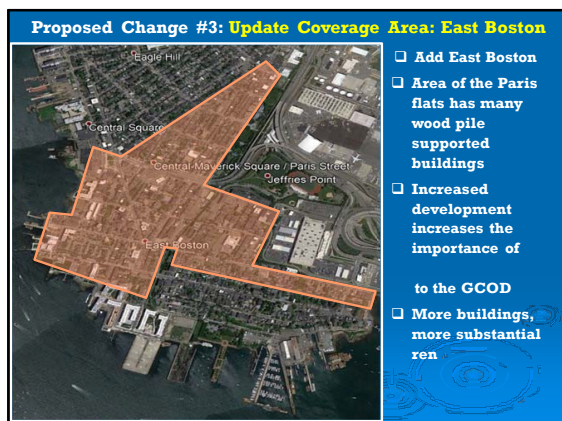 Proposed Change #3: Update Coverage Area: East Boston
Eagle Hill
Central Square
Central Maverick Square / Paris Street
Jeffries Point
East Boston
❑ Add East Boston
❑ Area of the Paris
flats has many
wood pile
supported
buildings
❑ Increased
development
increases the
importance of
to the GCOD
❑ More buildings,
more substantial
ren